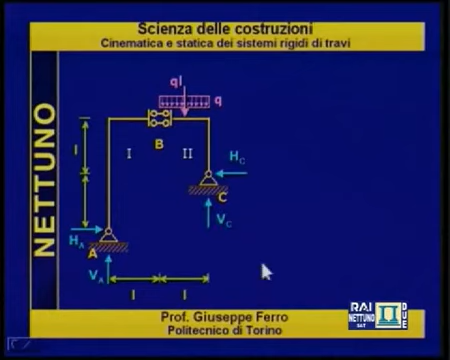 Scienza delle costruzioni
Cinematica e statica dei sistemi rigidi di travi
NETTUNO
ql
q
B
l
I
II
H_C
C
H_A
A
V_C
V_A
l
l
l
RAI
NETTUNO
SAT
DUE
Prof. Giuseppe Ferro
Politecnico di Torino